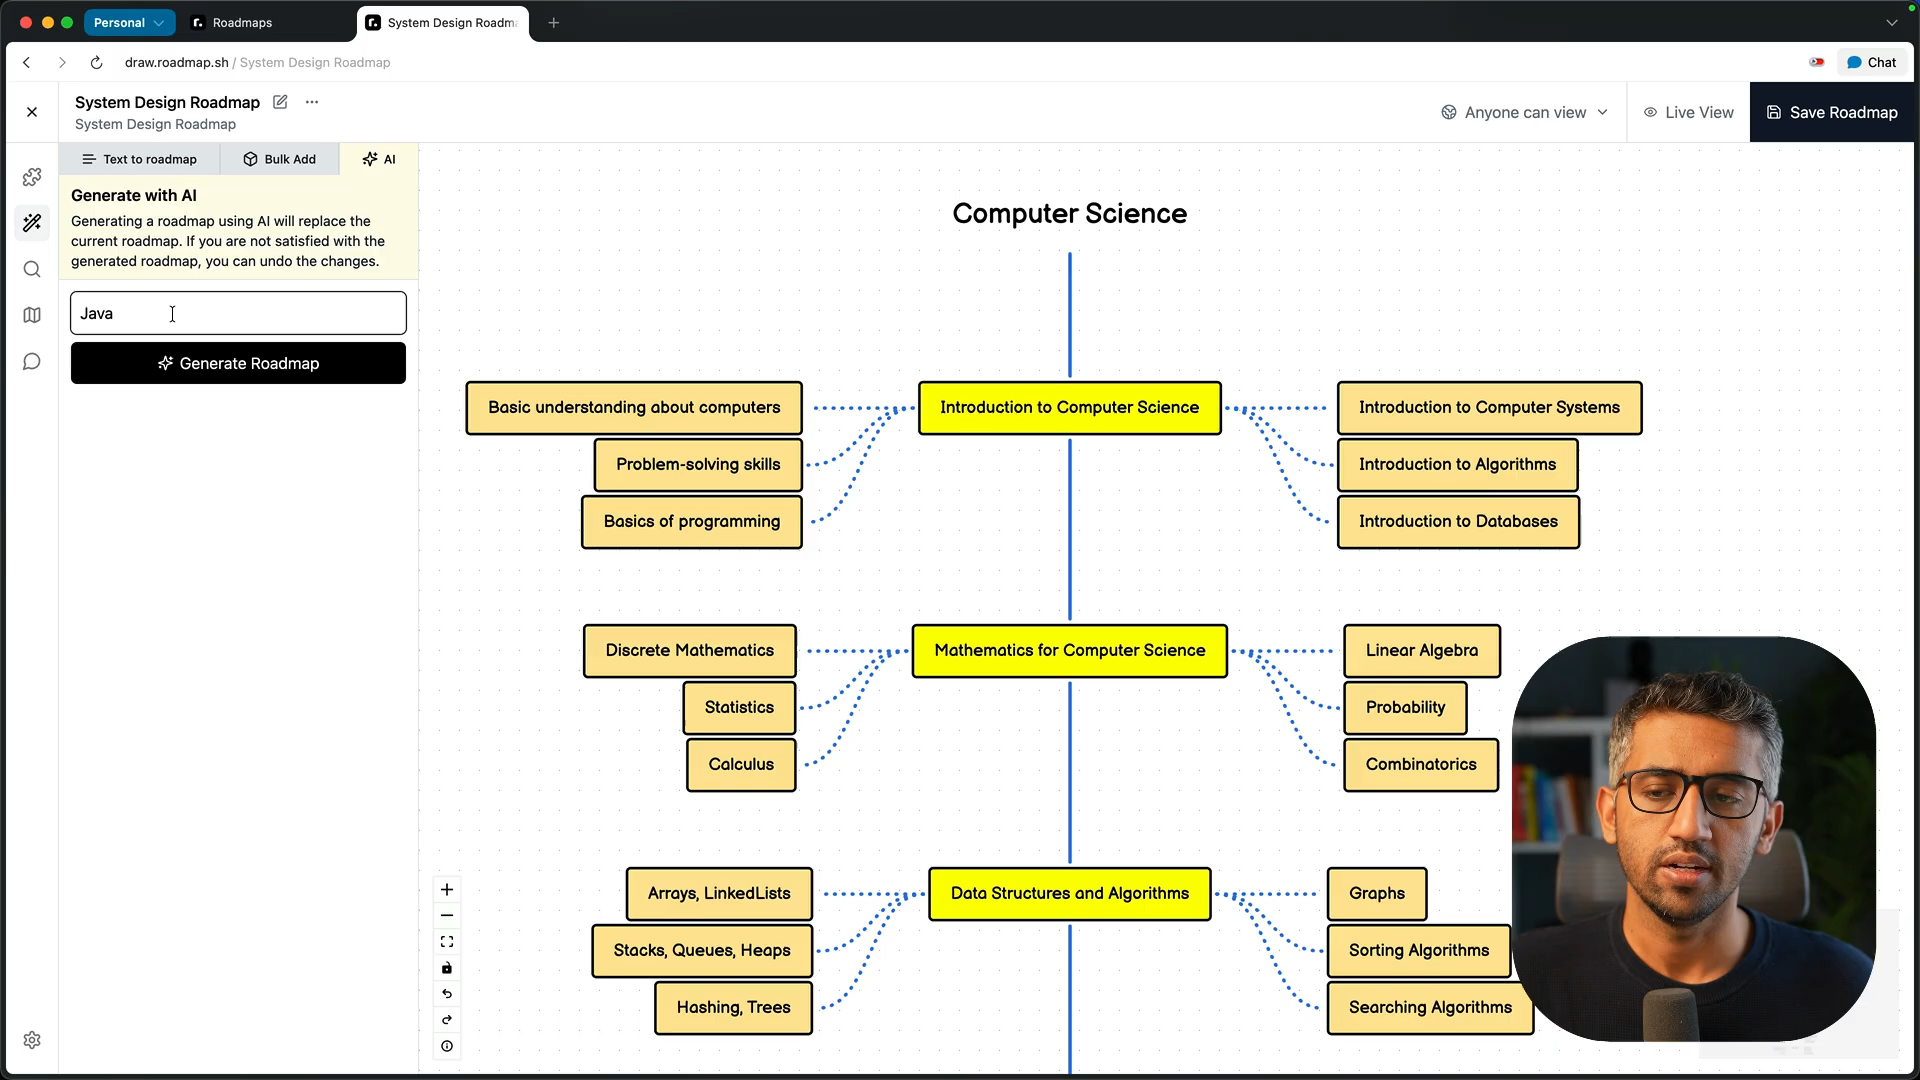 Personal
Roadmaps
System Design Roadma
draw.roadmap.sh / System Design Roadmap
Chat
System Design Roadmap
System Design Roadmap
Anyone can view
Live View
Save Roadmap
Text to roadmap
Bulk Add
AI
Generate with AI
Generating a roadmap using AI will replace the
current roadmap. If you are not satisfied with the
generated roadmap, you can undo the changes.
Java
Generate Roadmap
Computer Science
Basic understanding about computers
Introduction to Computer Science
Introduction to Computer Systems
Problem-solving skills
Introduction to Algorithms
Basics of programming
Introduction to Databases
Discrete Mathematics
Mathematics for Computer Science
Linear Algebra
Statistics
Probability
Calculus
Combinatorics
Arrays, LinkedLists
Data Structures and Algorithms
Graphs
Stacks, Queues, Heaps
Sorting Algorithms
Hashing, Trees
Searching Algorithms